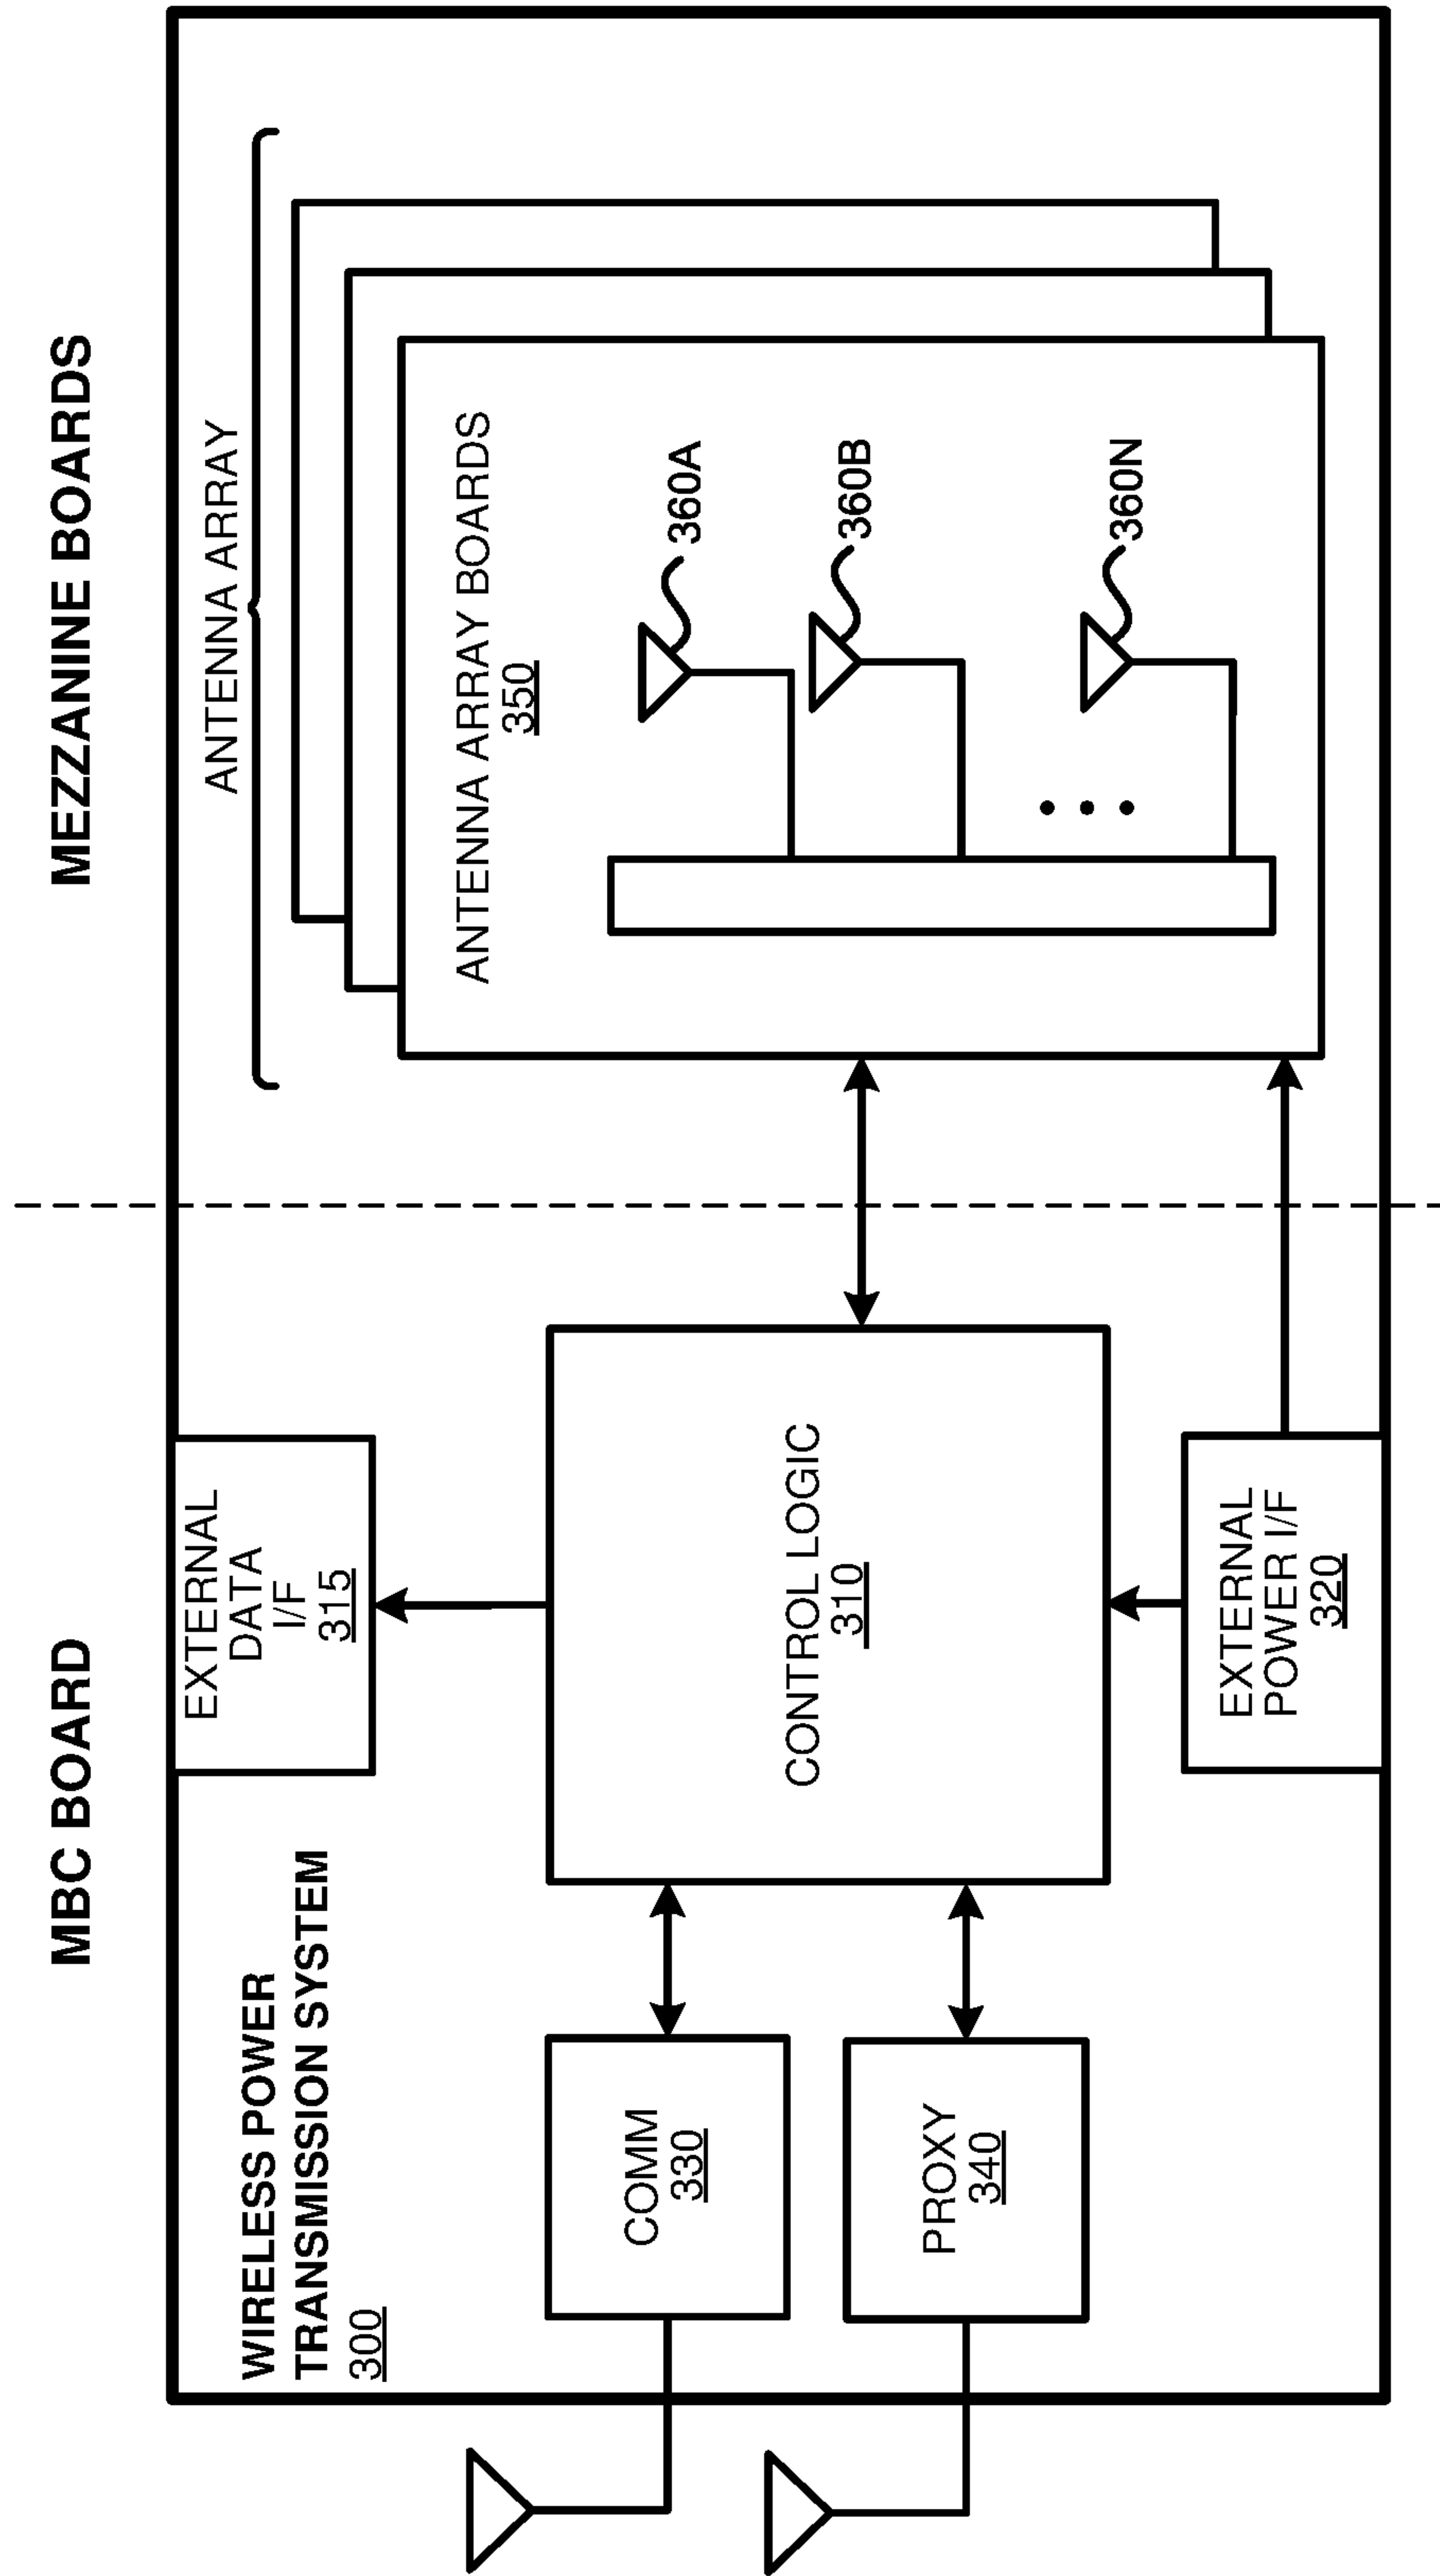 MBC BOARD
MEZZANINE BOARDS
WIRELESS POWER
TRANSMISSION SYSTEM
300
EXTERNAL
DATA
I/F
315
ANTENNA ARRAY
COMM
330
PROXY
340
CONTROL LOGIC
310
EXTERNAL
POWER I/F
320
ANTENNA ARRAY BOARDS
350
360A
360B
360N